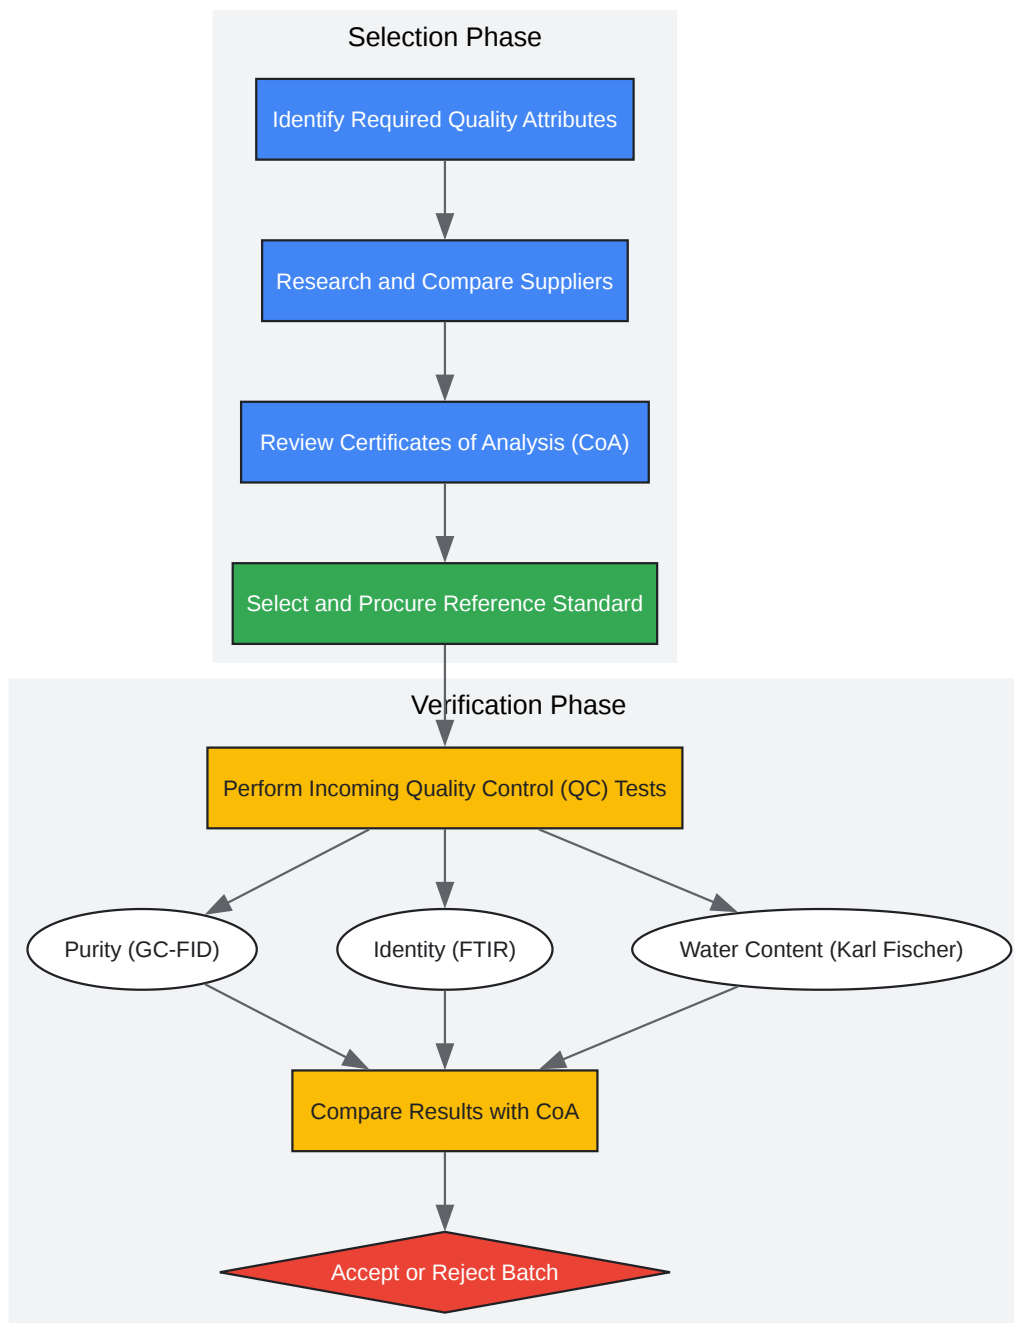 Selection Phase
Identify Required Quality Attributes
Research and Compare Suppliers
Review Certificates of Analysis (CoA)
Select and Procure Reference Standard
Verification Phase
Perform Incoming Quality Control (QC) Tests
Purity (GC-FID)
Identity (FTIR)
Water Content (Karl Fischer)
Compare Results with CoA
Accept or Reject Batch